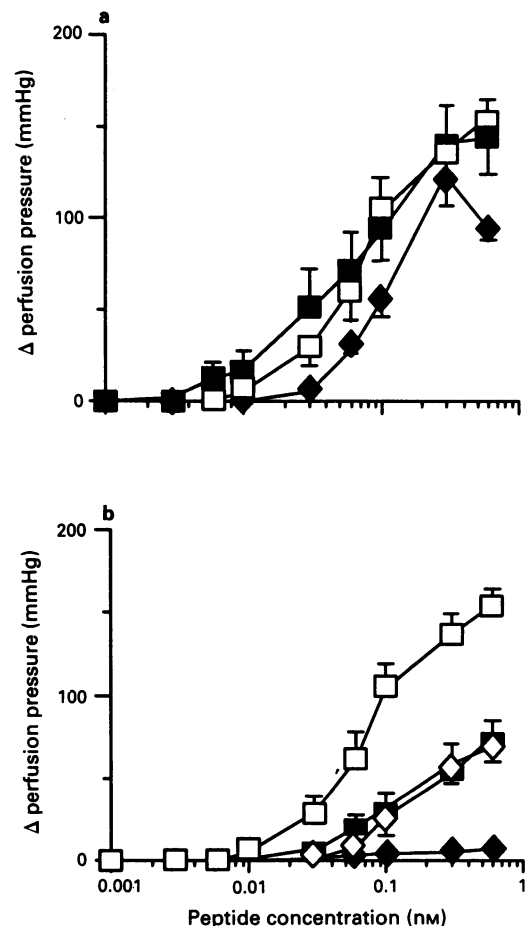 a
200
100
0
Δ perfusion pressure (mmHg)
b
200
100
0
Δ perfusion pressure (mmHg)
0.001
0.01
0.1
1
Peptide concentration (nM)